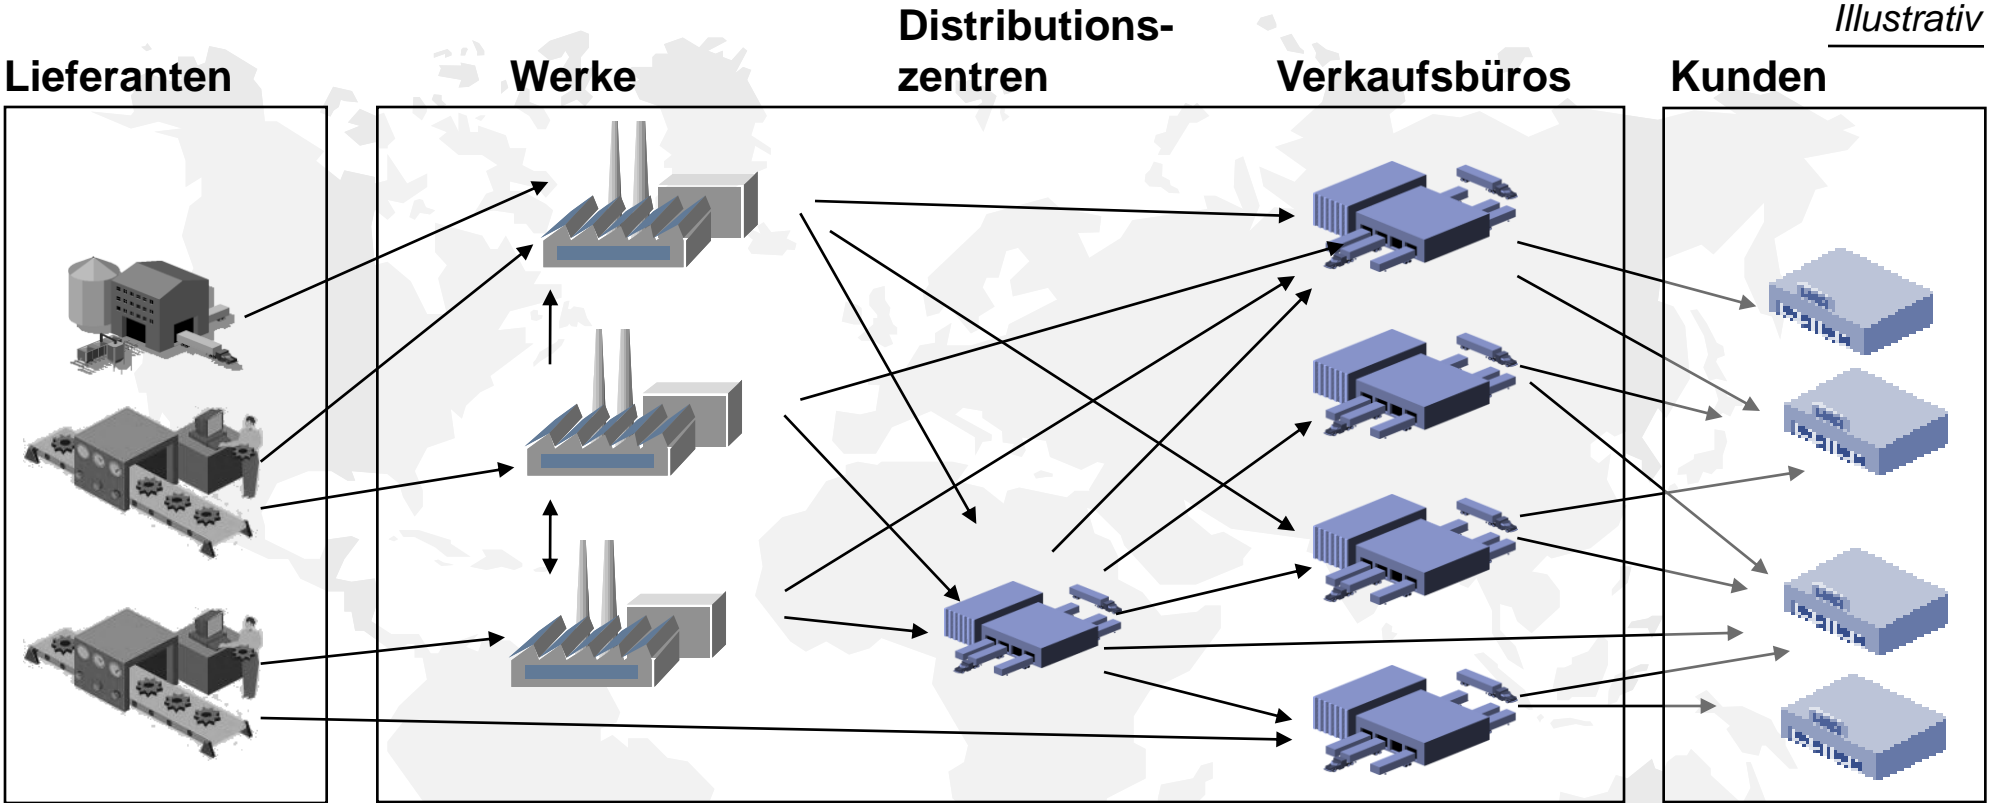 Illustrativ
Lieferanten
Werke
Distributions-
zentren
Verkaufsbüros
Kunden